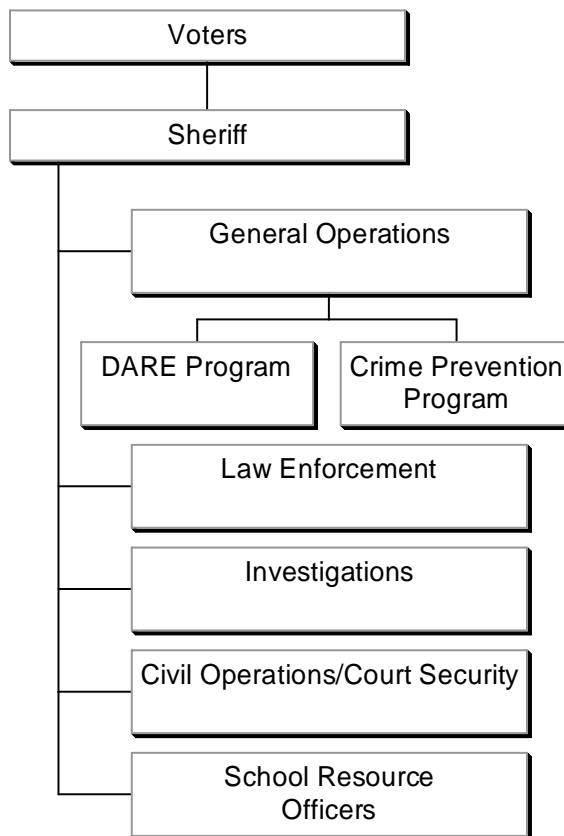 Voters
Sheriff
General Operations
DARE Program
Crime Prevention
Program
Law Enforcement
Investigations
Civil Operations/Court Security
School Resource
Officers